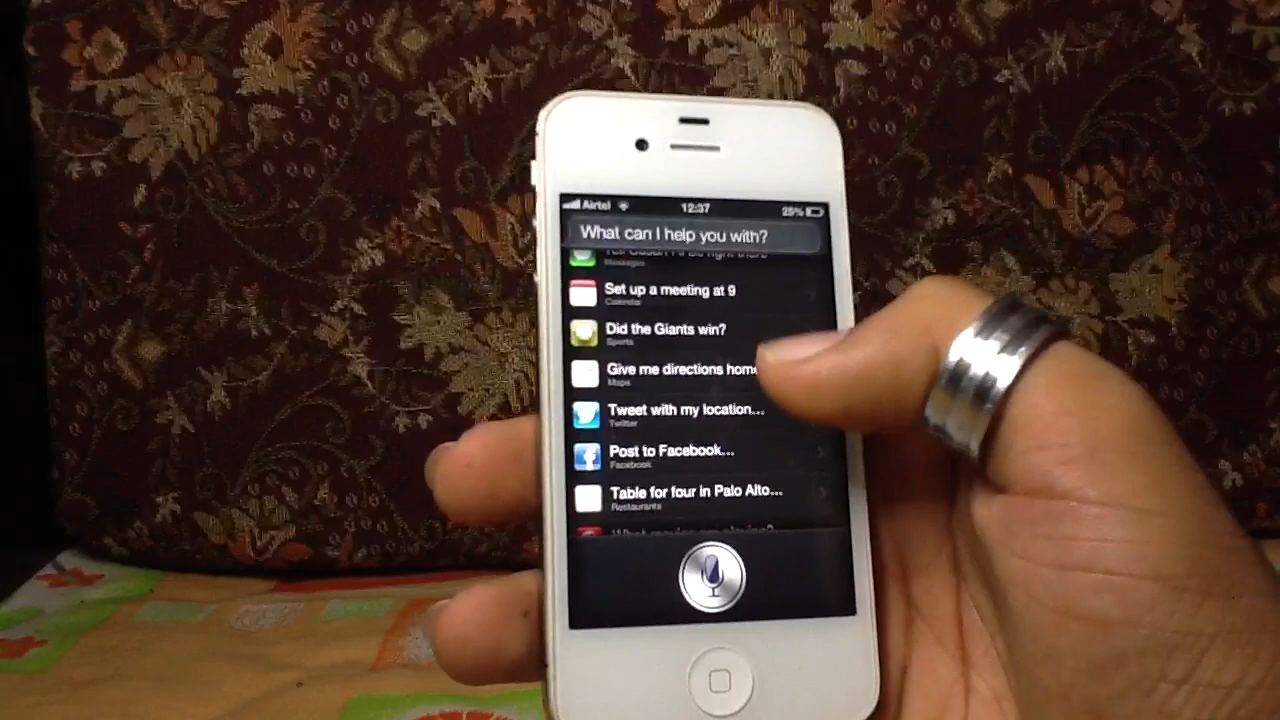 Airtel 12:37 25%
What can I help you with?
Messages
Set up a meeting at 9
Calendar
Did the Giants win?
Sports
Give me directions hom
Maps
Tweet with my location...
Twitter
Post to Facebook...
Facebook
Table for four in Palo Alto...
Restaurants